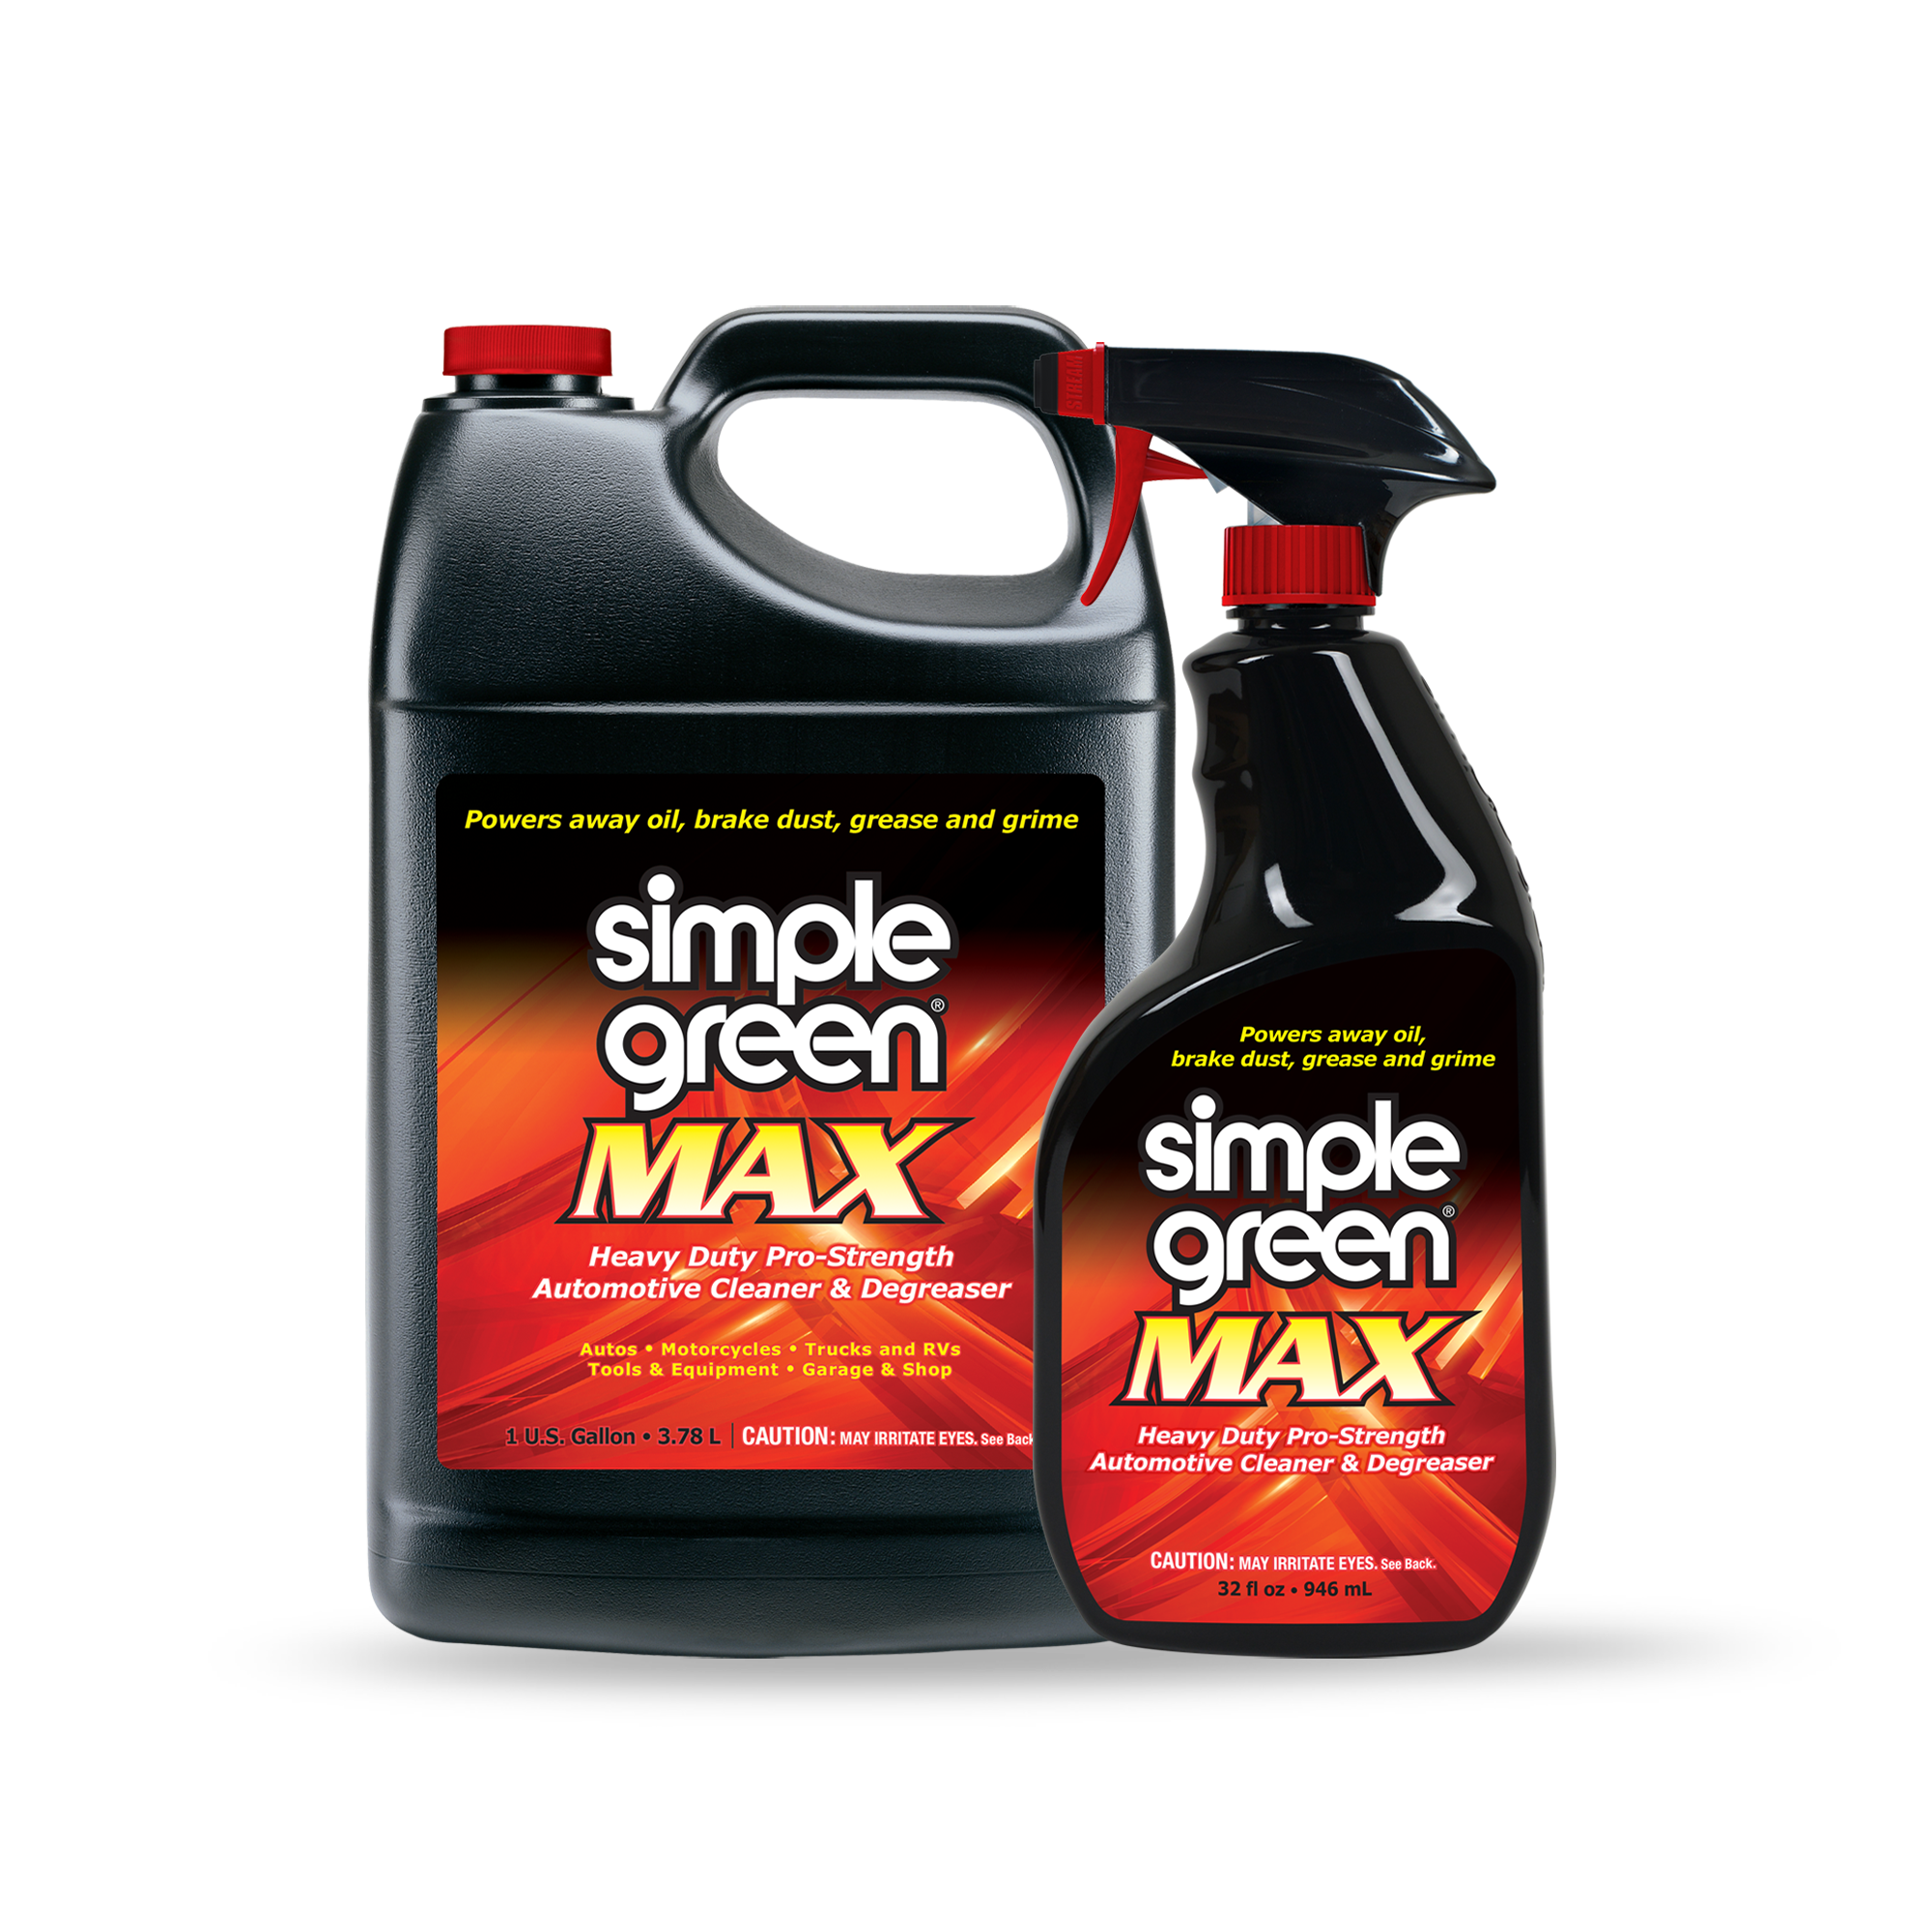 Powers away oil, brake dust, grease and grime
simple
green®
MAX
Heavy Duty Pro-Strength
Automotive Cleaner & Degreaser
Autos • Motorcycles • Trucks and RVs
Tools & Equipment • Garage & Shop
1 U.S. Gallon • 3.78 L | CAUTION: MAY IRRITATE EYES. See Back
STREAM
Powers away oil,
brake dust, grease and grime
simple
green®
MAX
Heavy Duty Pro-Strength
Automotive Cleaner & Degreaser
CAUTION: MAY IRRITATE EYES. See Back.
32 fl oz • 946 mL